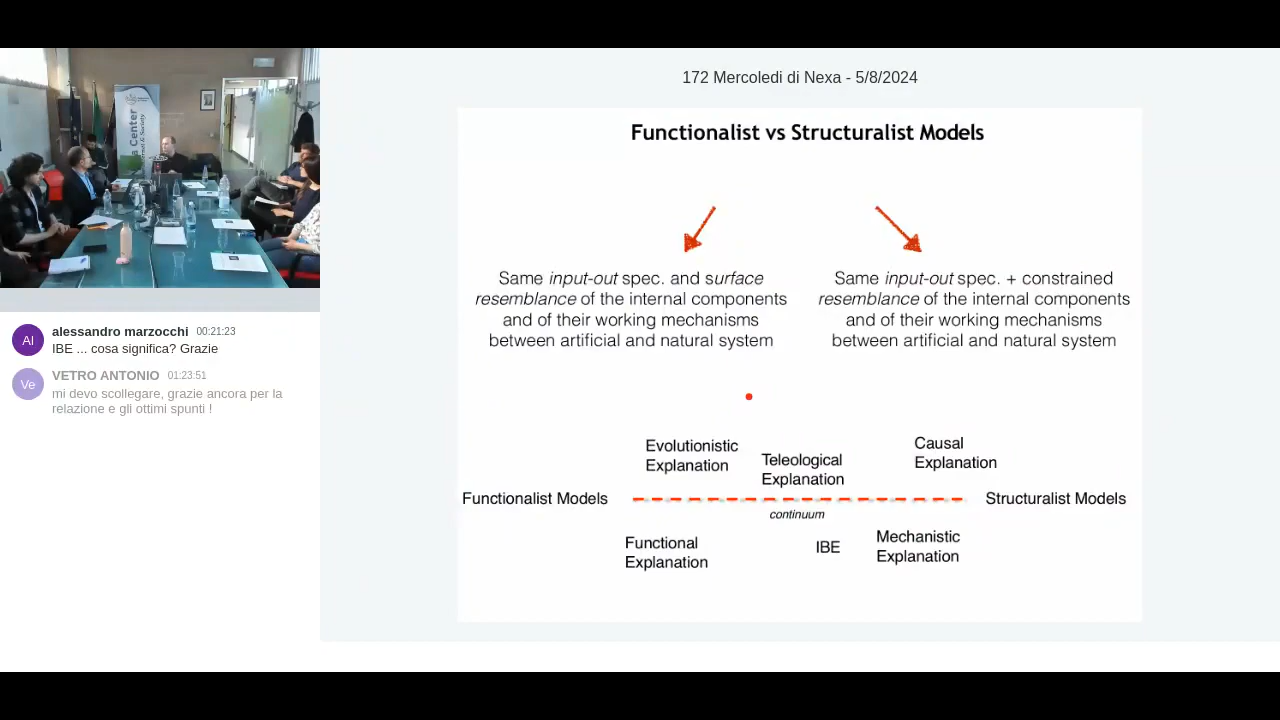 172 Mercoledi di Nexa - 5/8/2024
Functionalist vs Structuralist Models
Same input-out spec. and surface
resemblance of the internal components
and of their working mechanisms
between artificial and natural system
Same input-out spec. + constrained
resemblance of the internal components
and of their working mechanisms
between artificial and natural system
Evolutionistic
Explanation
Teleological
Explanation
Causal
Explanation
Functionalist Models
Structuralist Models
continuum
Functional
Explanation
IBE
Mechanistic
Explanation
Center
Al
alessandro marzocchi 00:21:23
IBE ... cosa significa? Grazie
Ve
VETRO ANTONIO 01:23:51
mi devo scollegare, grazie ancora per la
relazione e gli ottimi spunti !